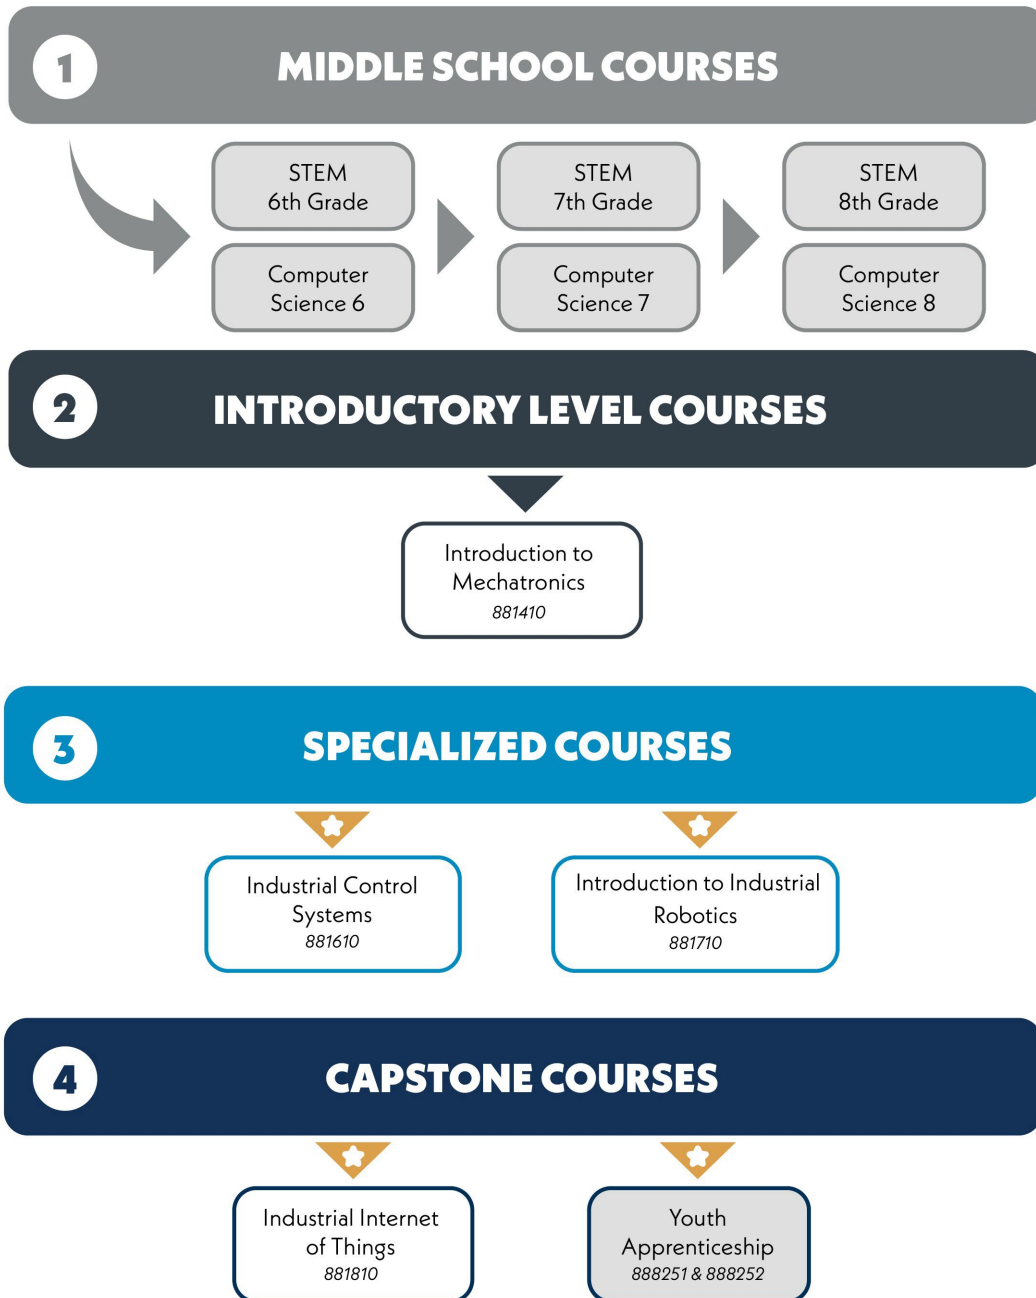 1
MIDDLE SCHOOL COURSES
STEM
6th Grade
STEM
7th Grade
STEM
8th Grade
Computer
Science 6
Computer
Science 7
Computer
Science 8
2
INTRODUCTORY LEVEL COURSES
Introduction to
Mechatronics
881410
3
SPECIALIZED COURSES
Industrial Control
Systems
881610
Introduction to Industrial
Robotics
881710
4
CAPSTONE COURSES
Industrial Internet
of Things
881810
Youth
Apprenticeship
888251 & 888252